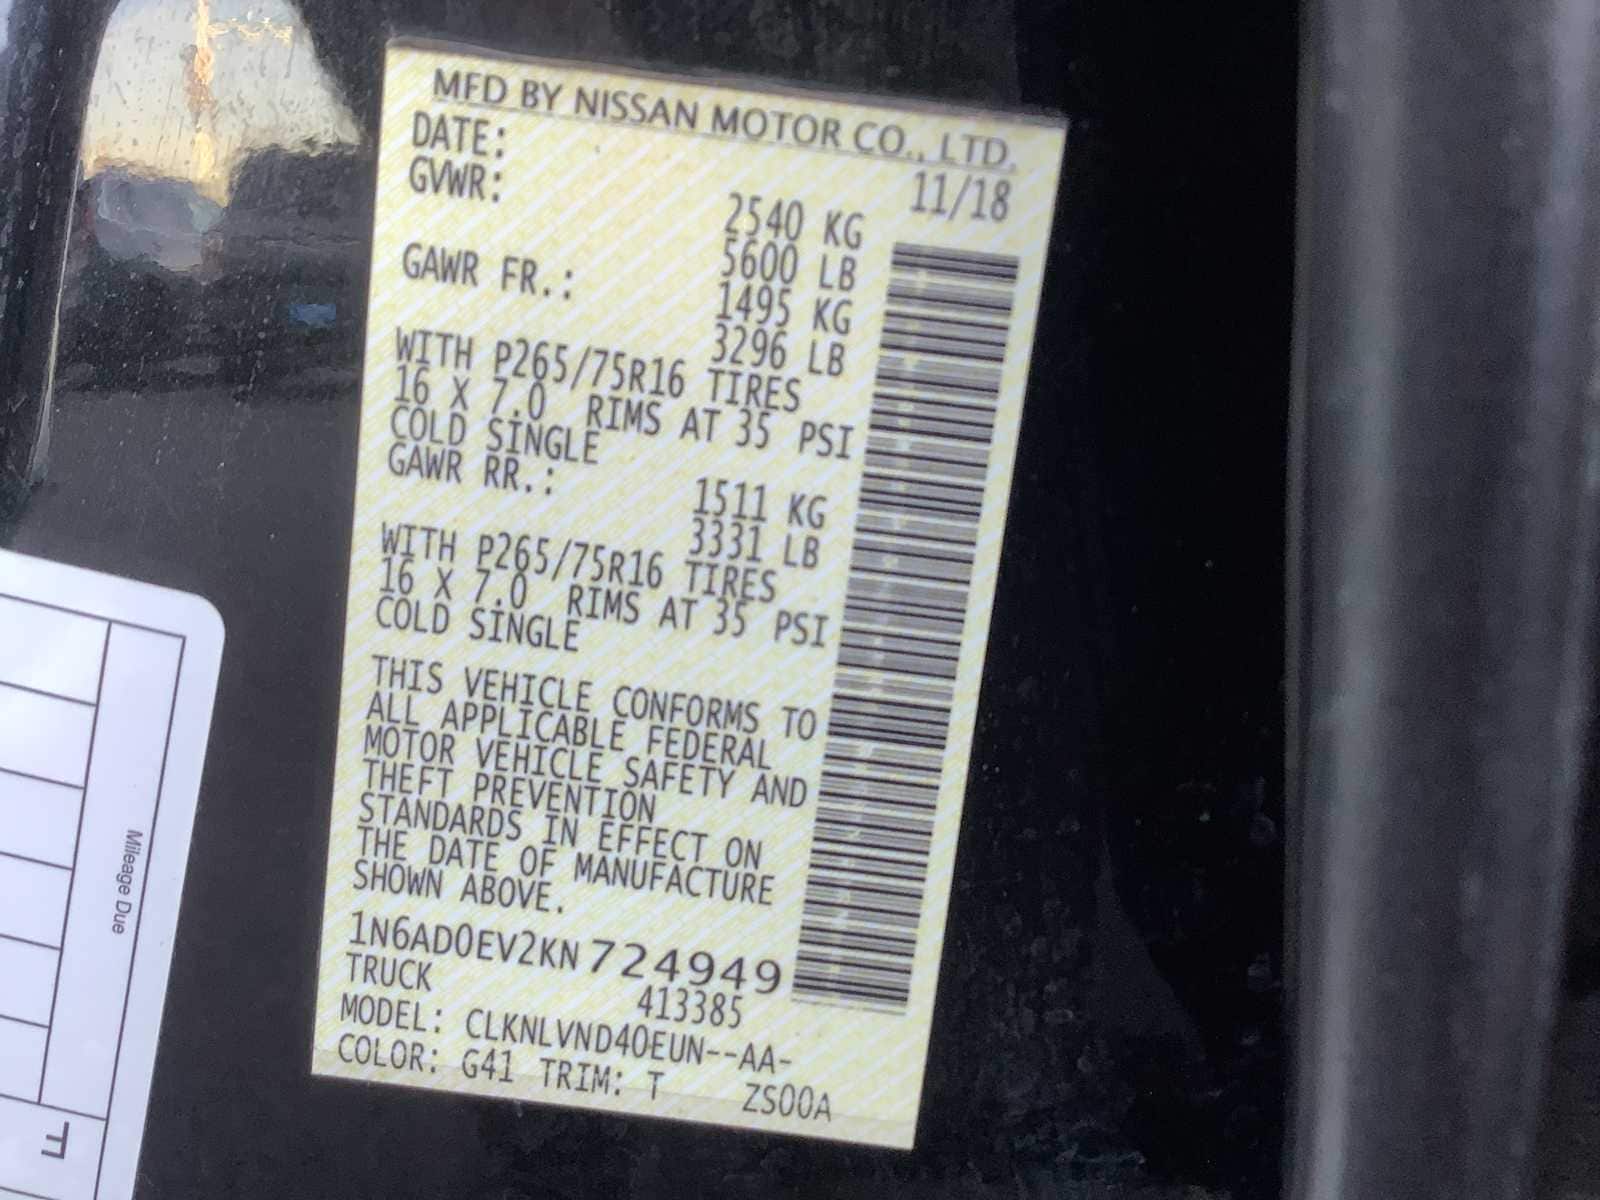 MFD BY NISSAN MOTOR CO., LTD.
DATE: 11/18
GVWR: 2540 KG
5600 LB
GAWR FR.: 1495 KG
3296 LB
WITH P265/75R16 TIRES
16 X 7.0 RIMS AT 35 PSI
COLD SINGLE
GAWR RR.: 1511 KG
3331 LB
WITH P265/75R16 TIRES
16 X 7.0 RIMS AT 35 PSI
COLD SINGLE
THIS VEHICLE CONFORMS TO
ALL APPLICABLE FEDERAL
MOTOR VEHICLE SAFETY AND
THEFT PREVENTION
STANDARDS IN EFFECT ON
THE DATE OF MANUFACTURE
SHOWN ABOVE.
1N6AD0EV2KN724949
TRUCK 413385
MODEL: CLKNLVND40EUN--AA-
COLOR: G41 TRIM: T ZS00A
Mileage Due